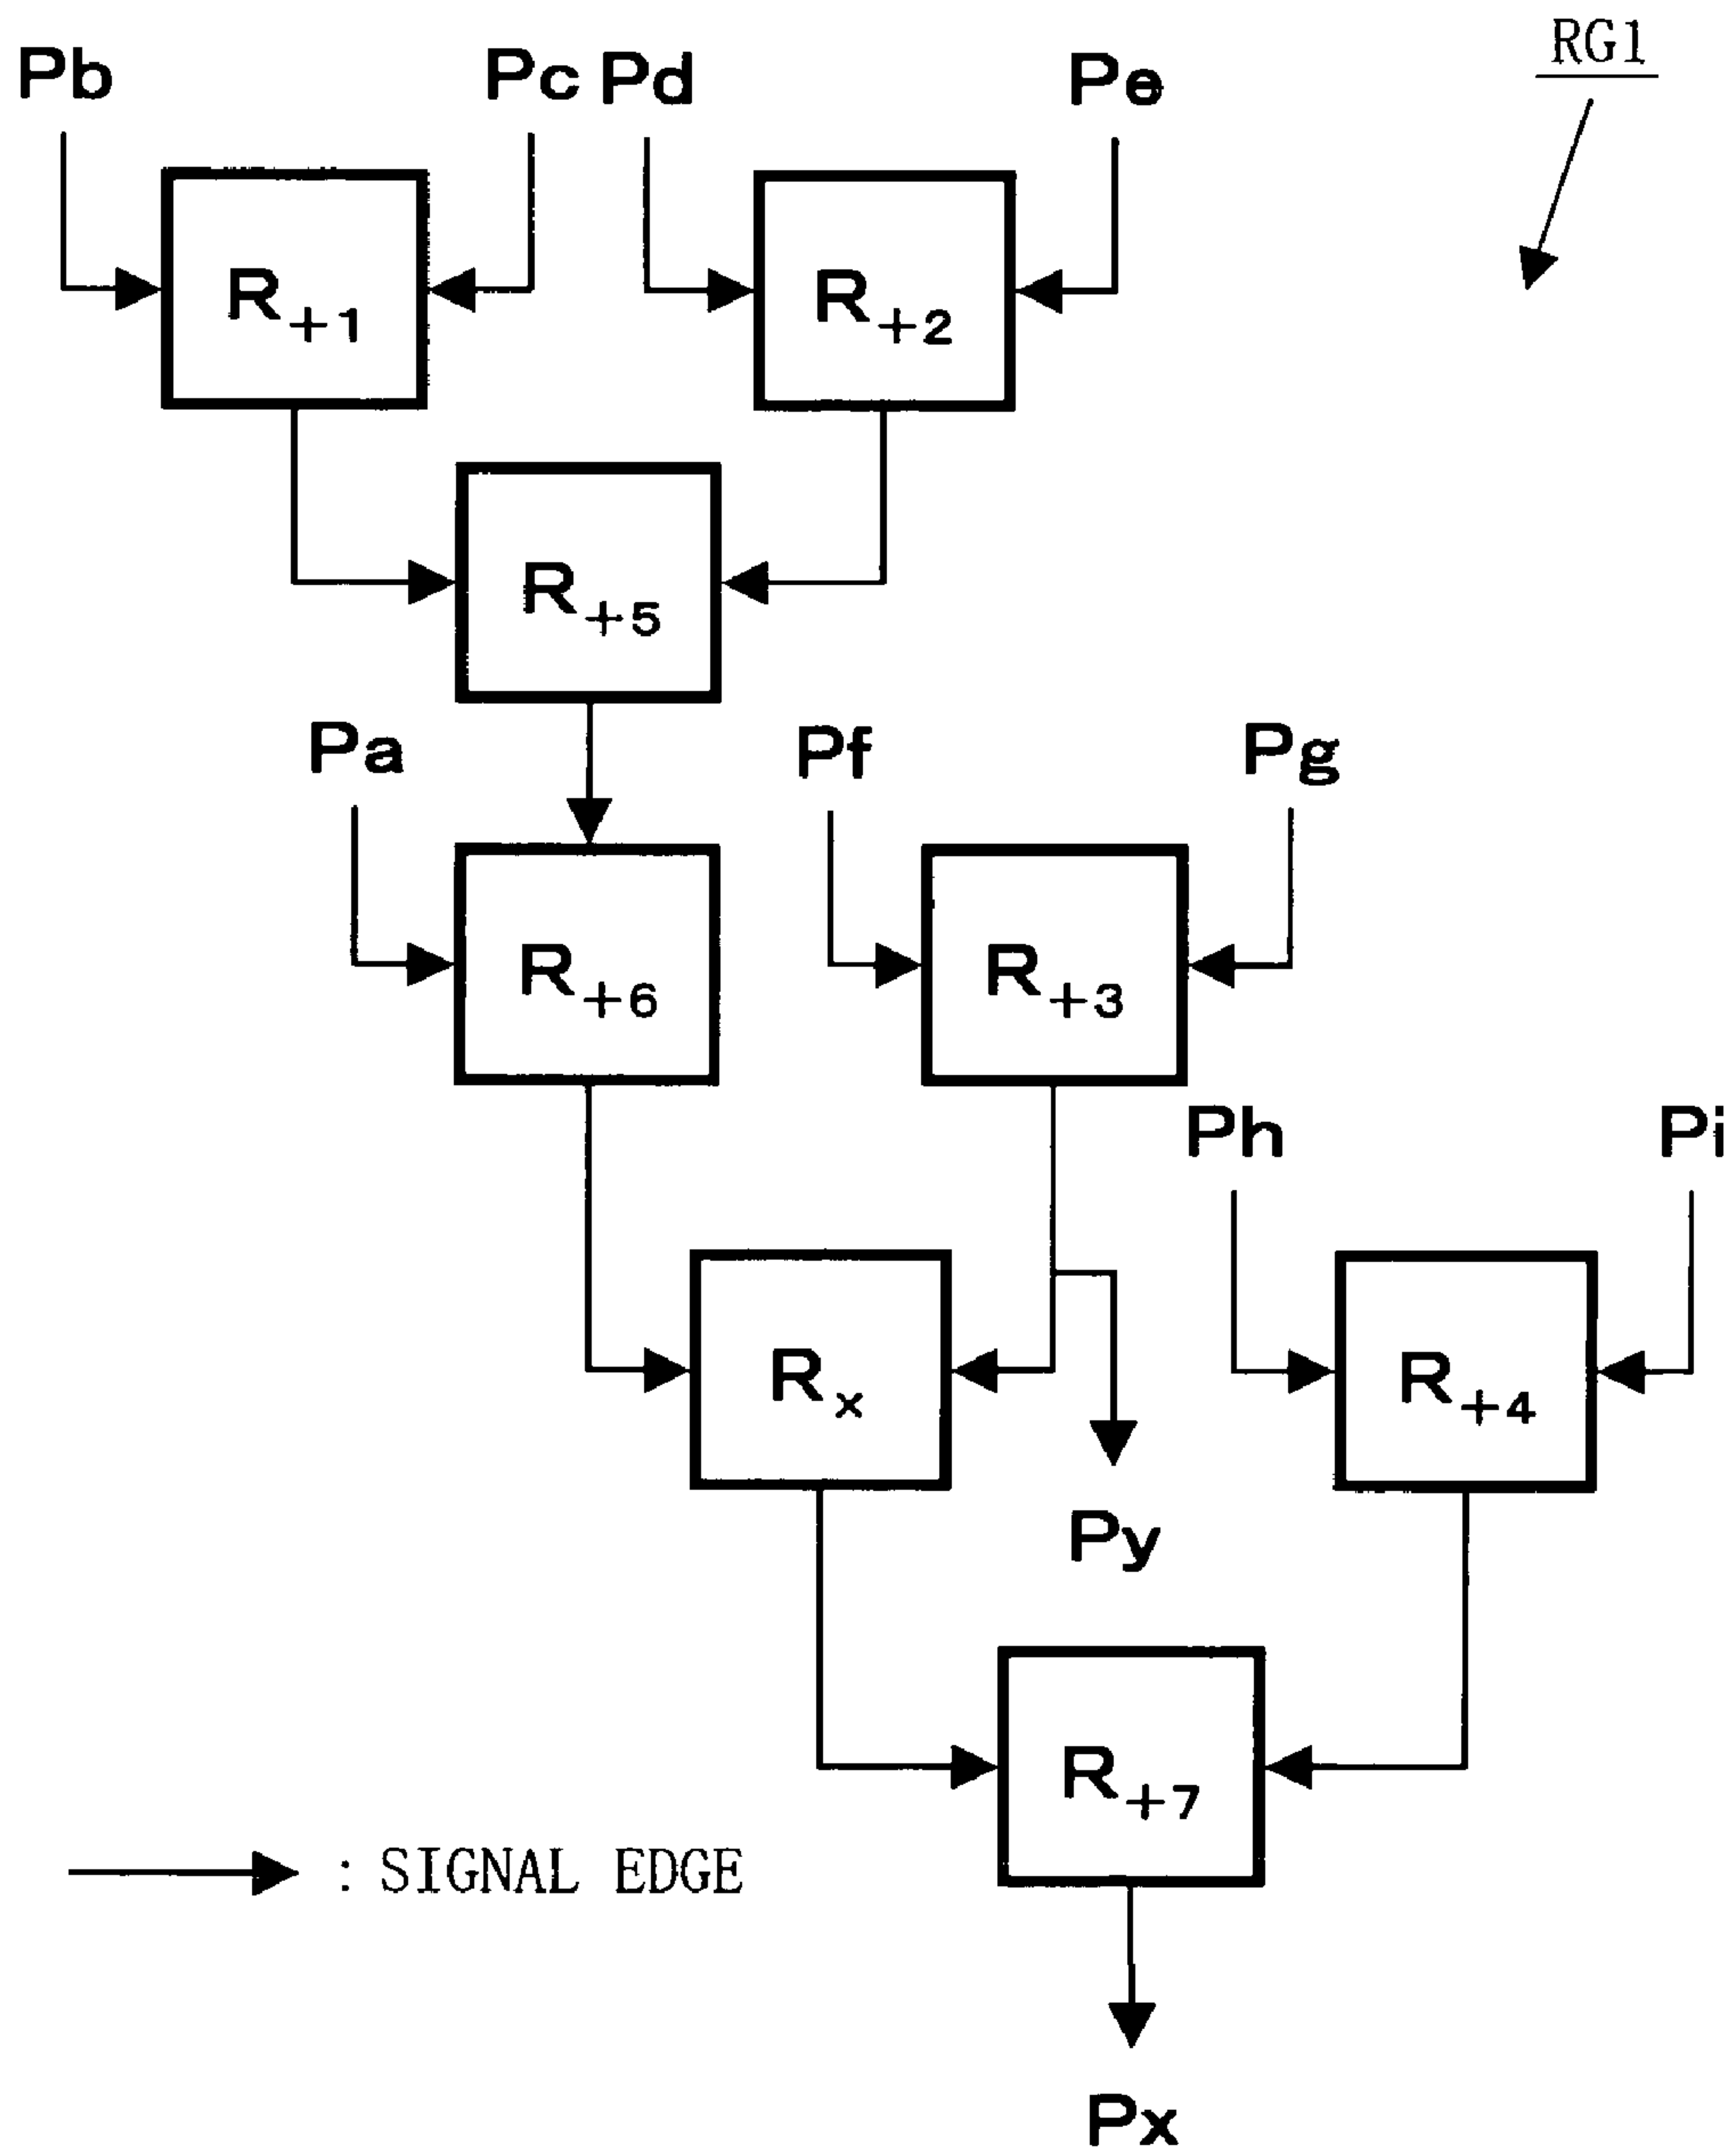 RG1
Pb Pc Pd Pe
R+1 R+2
R+5
Pa Pf Pg
R+6 R+3
Ph Pi
Rx R+4
Py
R+7
: SIGNAL EDGE
Px